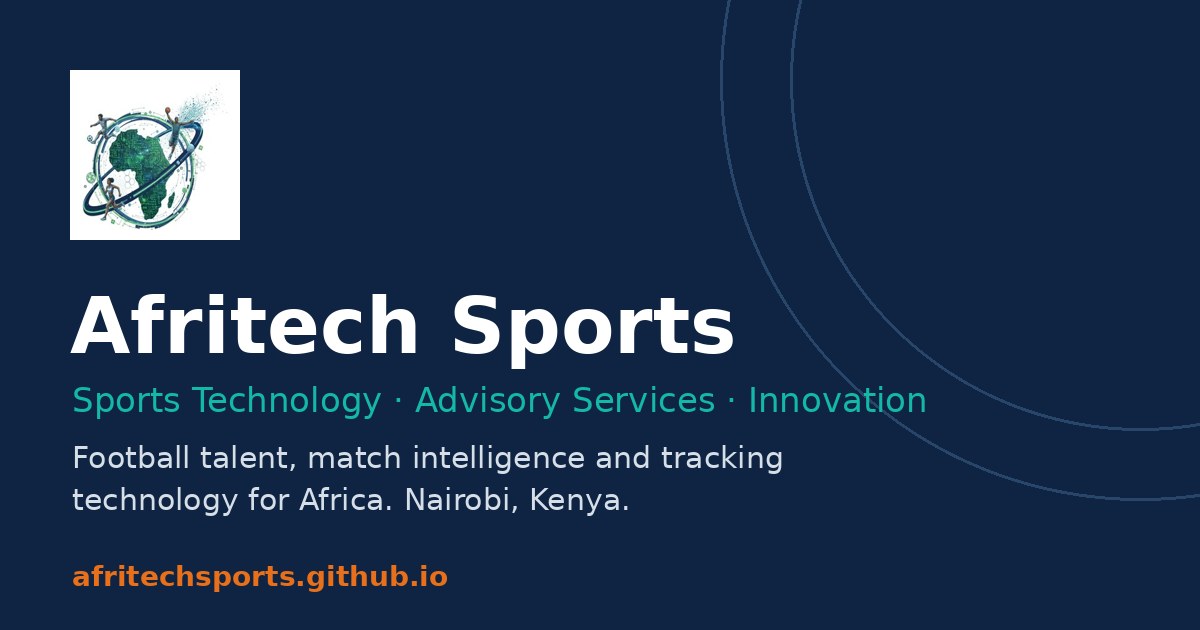 Afritech Sports
Sports Technology · Advisory Services · Innovation
Football talent, match intelligence and tracking
technology for Africa. Nairobi, Kenya.
afritechsports.github.io